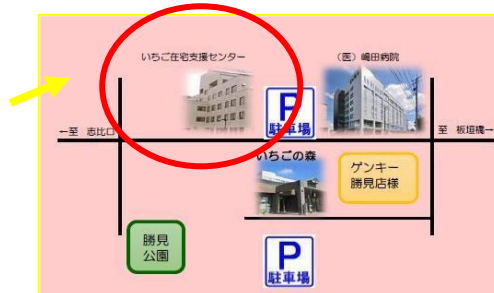 いちご在宅支援センター
(医)嶋田病院
P
駐車場
←至 志比口
至 板垣橋→
いちごの森
ゲンキー
勝見店様
勝見
公園
P
駐車場